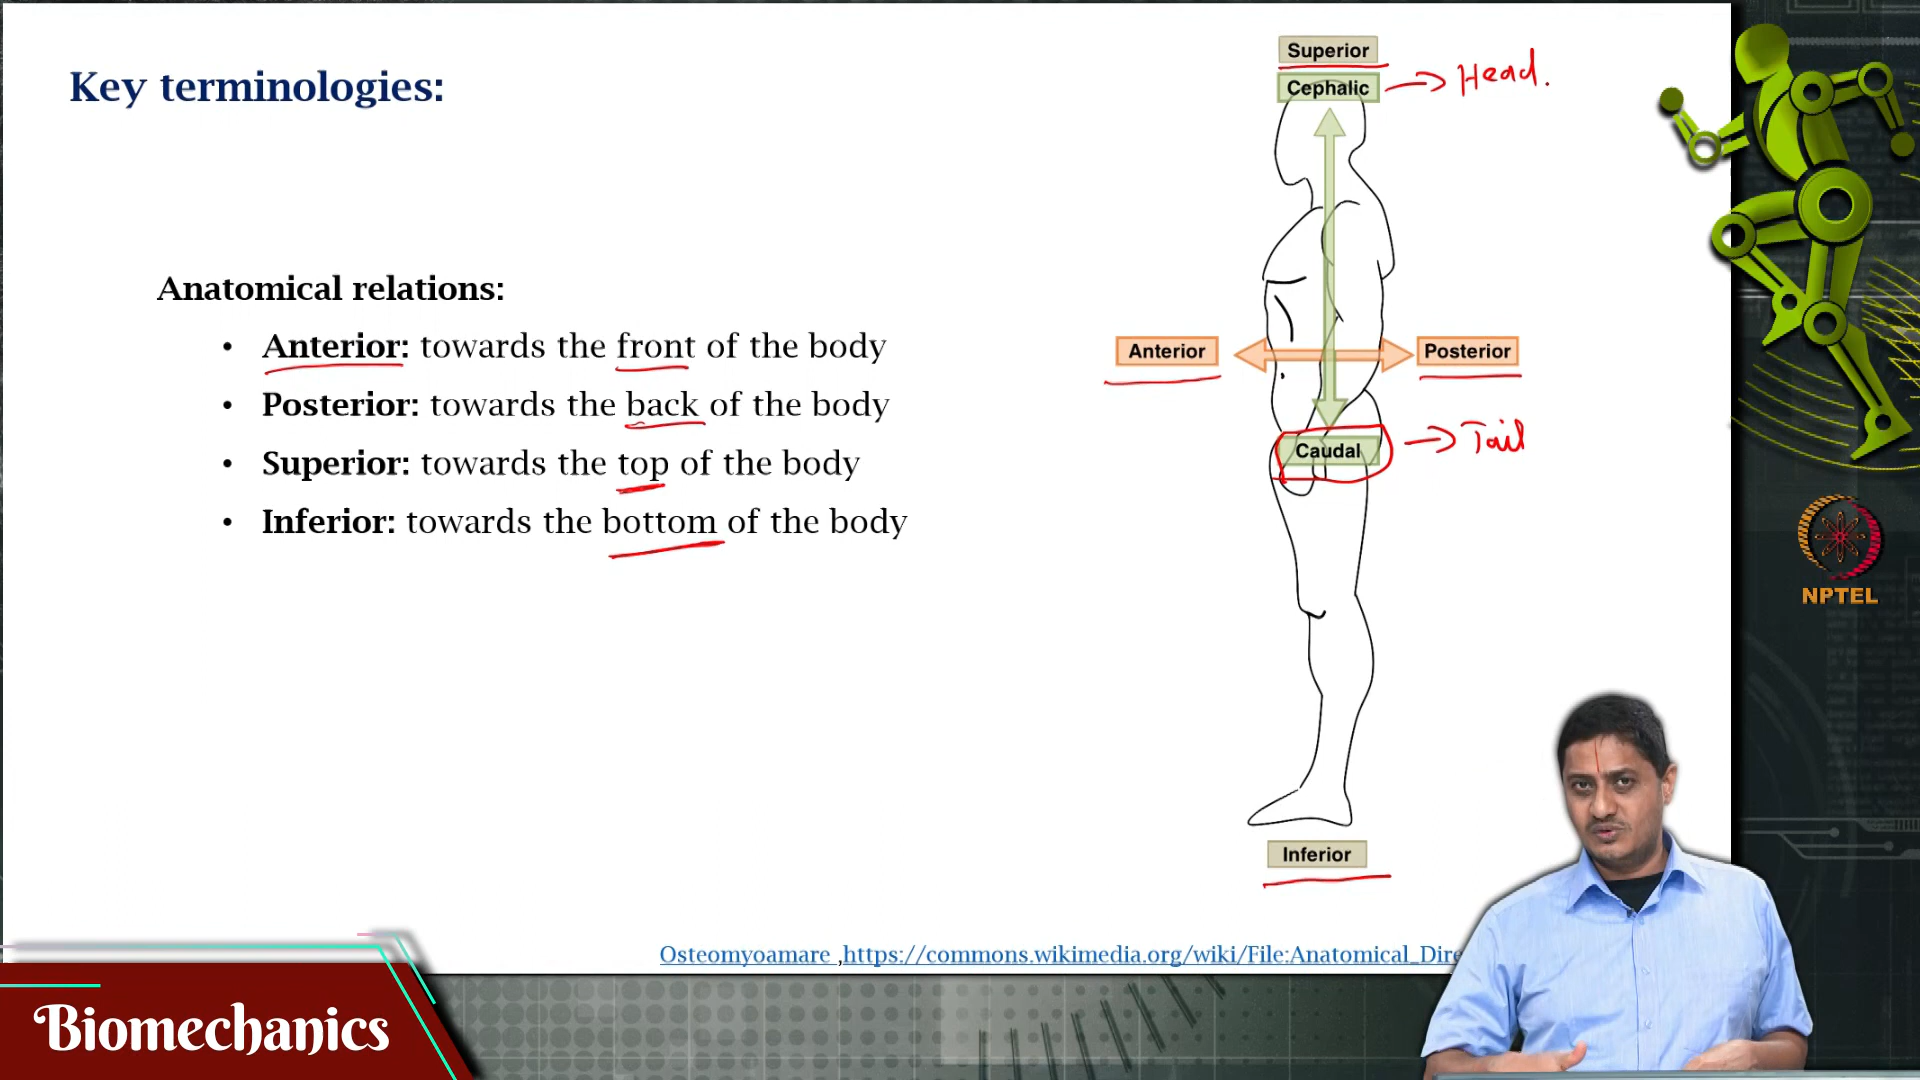 Key terminologies:
Superior
Cephalic
Head.
Anatomical relations:
• Anterior: towards the front of the body
• Posterior: towards the back of the body
• Superior: towards the top of the body
• Inferior: towards the bottom of the body
Anterior
Posterior
Caudal
Tail
Inferior
NPTEL
Osteomyoamare ,https://commons.wikimedia.org/wiki/File:Anatomical_Dire
Biomechanics